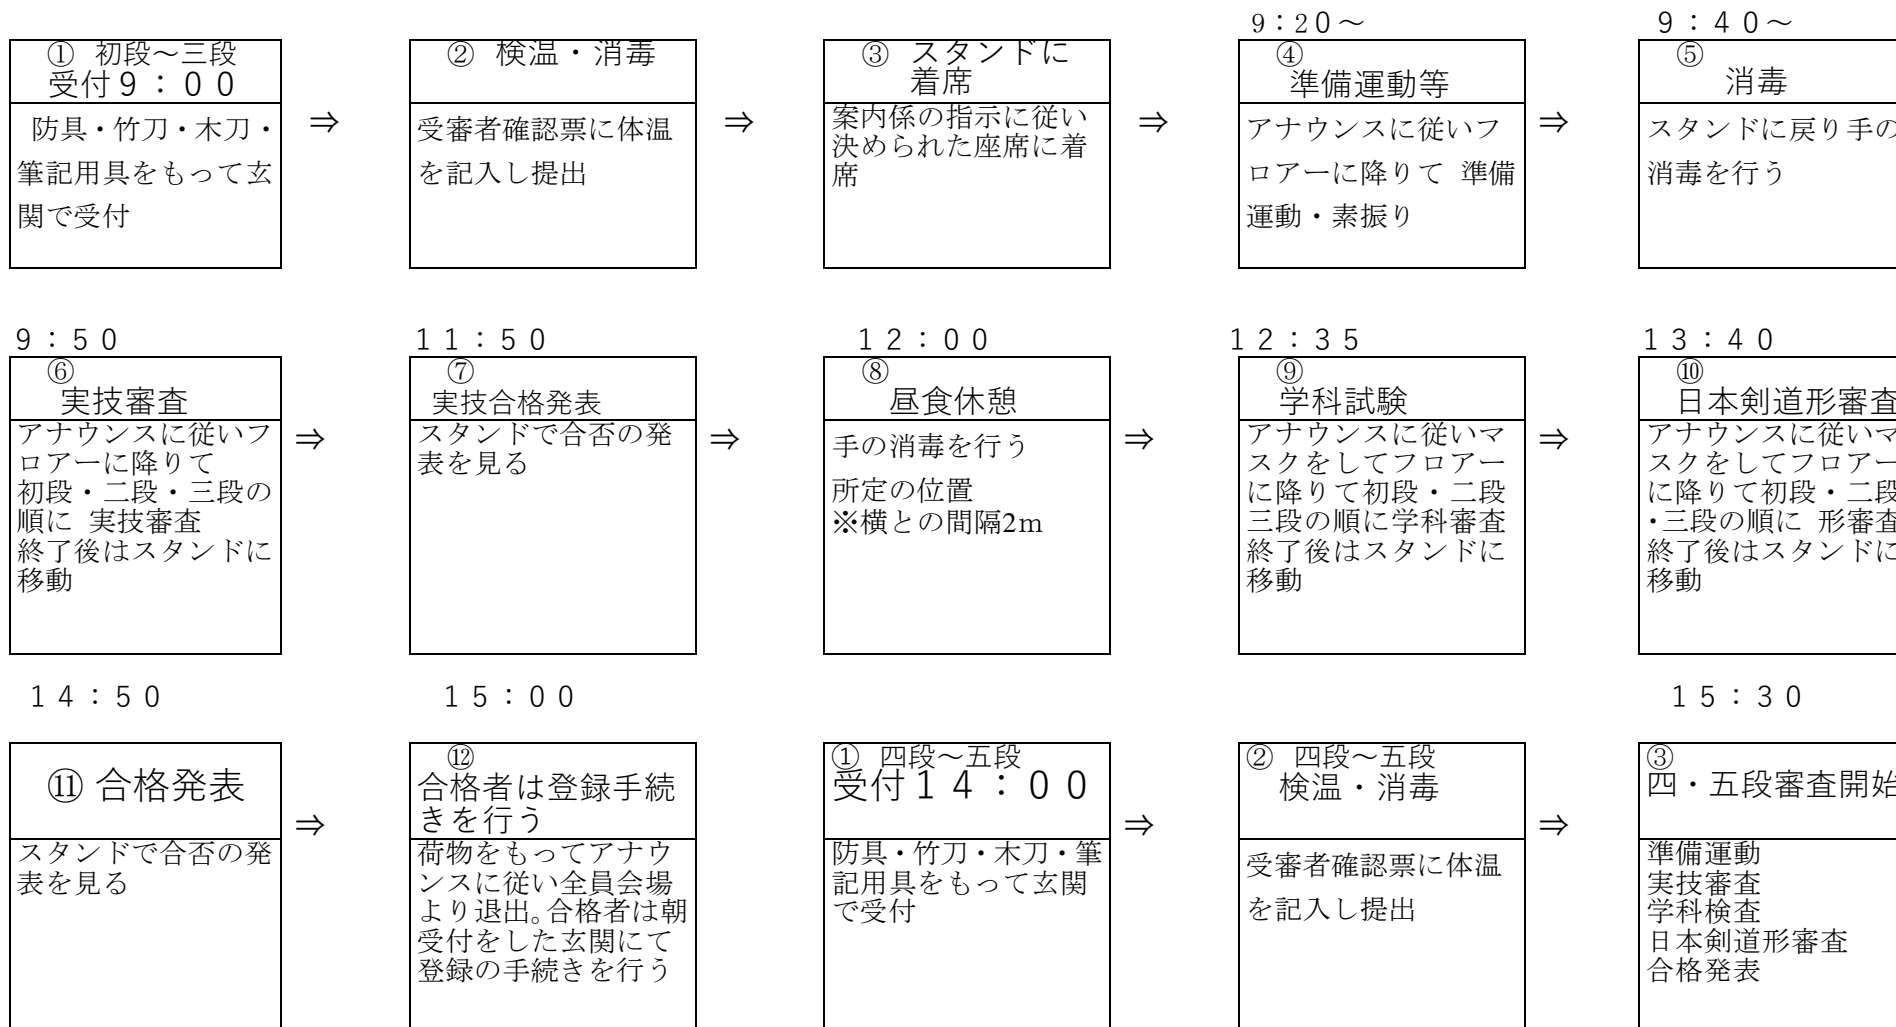 ① 初段～三段
受付９：００
防具・竹刀・木刀・
筆記用具をもって玄
関で受付
⇒
② 検温・消毒
受審者確認票に体温
を記入し提出
⇒
③ スタンドに
着席
案内係の指示に従い
決められた座席に着
席
⇒
9：20～
④
準備運動等
アナウンスに従いフ
ロアーに降りて 準備
運動・素振り
⇒
９：４０～
⑤
消毒
スタンドに戻り手の
消毒を行う
９：５０
⑥
実技審査
アナウンスに従いフ
ロアーに降りて
初段・二段・三段の
順に 実技審査
終了後はスタンドに
移動
⇒
１１：５０
⑦
実技合格発表
スタンドで合否の発
表を見る
⇒
１２：００
⑧
昼食休憩
手の消毒を行う
所定の位置
※横との間隔2m
⇒
１２：３５
⑨
学科試験
アナウンスに従いマ
スクをしてフロアー
に降りて初段・二段
三段の順に学科審査
終了後はスタンドに
移動
⇒
１３：４０
⑩
日本剣道形審査
アナウンスに従いマ
スクをしてフロアー
に降りて初段・二段
・三段の順に 形審査
終了後はスタンドに
移動
１４：５０
⑪ 合格発表
スタンドで合否の発
表を見る
⇒
１５：００
⑫
合格者は登録手続
きを行う
荷物をもってアナウ
ンスに従い全員会場
より退出。合格者は朝
受付をした玄関にて
登録の手続きを行う
① 四段～五段
受付１４：００
防具・竹刀・木刀・筆
記用具をもって玄関
で受付
⇒
② 四段～五段
検温・消毒
受審者確認票に体温
を記入し提出
⇒
１５：３０
③
四・五段審査開始
準備運動
実技審査
学科検査
日本剣道形審査
合格発表